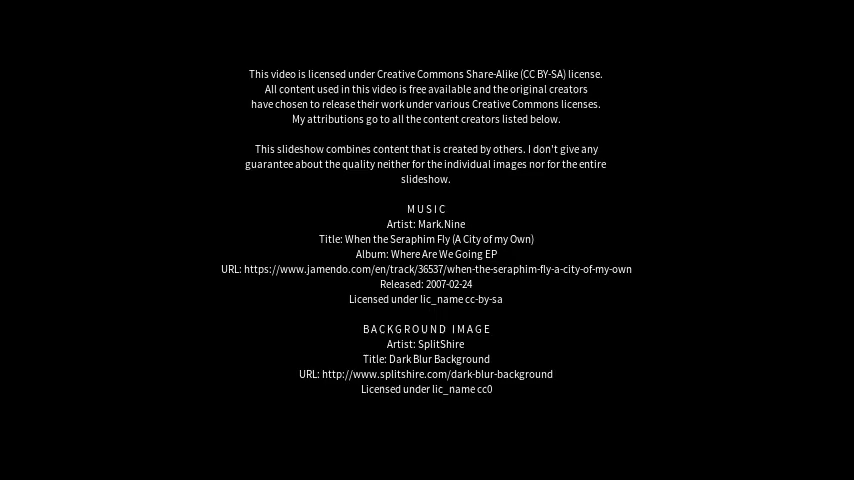 This video is licensed under Creative Commons Share-Alike (CC BY-SA) license.
All content used in this video is free available and the original creators
have chosen to release their work under various Creative Commons licenses.
My attributions go to all the content creators listed below.
This slideshow combines content that is created by others. I don't give any
guarantee about the quality neither for the individual images nor for the entire
slideshow.
MUSIC
Artist: Mark.Nine
Title: When the Seraphim Fly (A City of my Own)
Album: Where Are We Going EP
URL: https://www.jamendo.com/en/track/36537/when-the-seraphim-fly-a-city-of-my-own
Released: 2007-02-24
Licensed under lic_name cc-by-sa
BACKGROUND IMAGE
Artist: SplitShire
Title: Dark Blur Background
URL: http://www.splitshire.com/dark-blur-background
Licensed under lic_name cc0